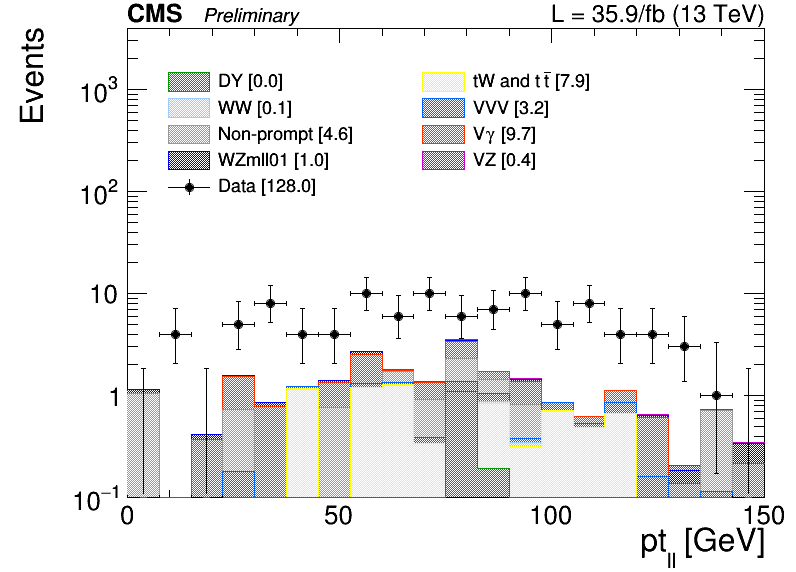 CMS Preliminary L = 35.9/fb (13 TeV)
Events
DY [0.0] tW and t t̄ [7.9]
WW [0.1] VVV [3.2]
Non-prompt [4.6] Vγ [9.7]
WZmll01 [1.0] VZ [0.4]
Data [128.0]
10³
10²
10
1
10⁻¹
0 50 100 150
pt_ll [GeV]